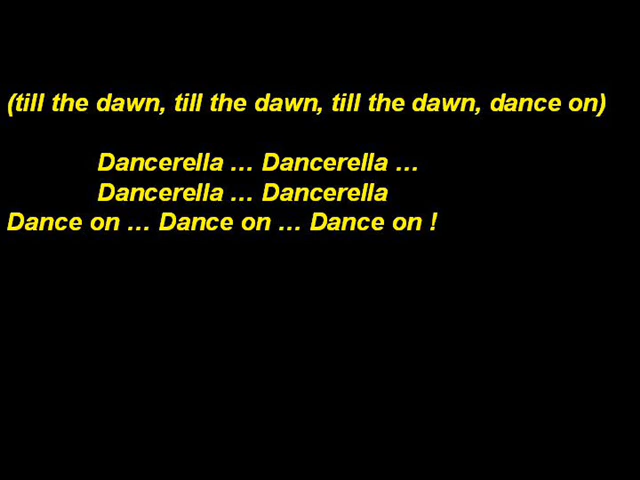 (till the dawn, till the dawn, till the dawn, dance on)
Dancerella … Dancerella …
Dancerella … Dancerella
Dance on … Dance on … Dance on !